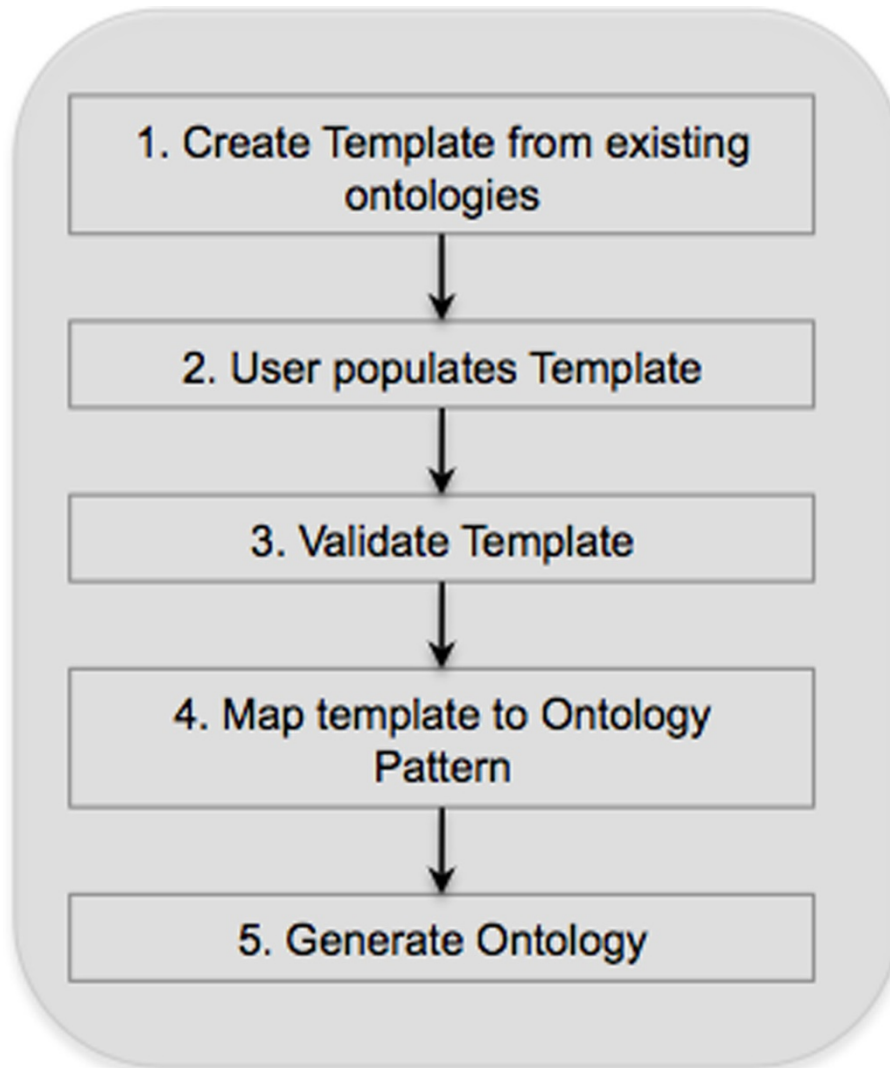 1. Create Template from existing
ontologies
2. User populates Template
3. Validate Template
4. Map template to Ontology
Pattern
5. Generate Ontology